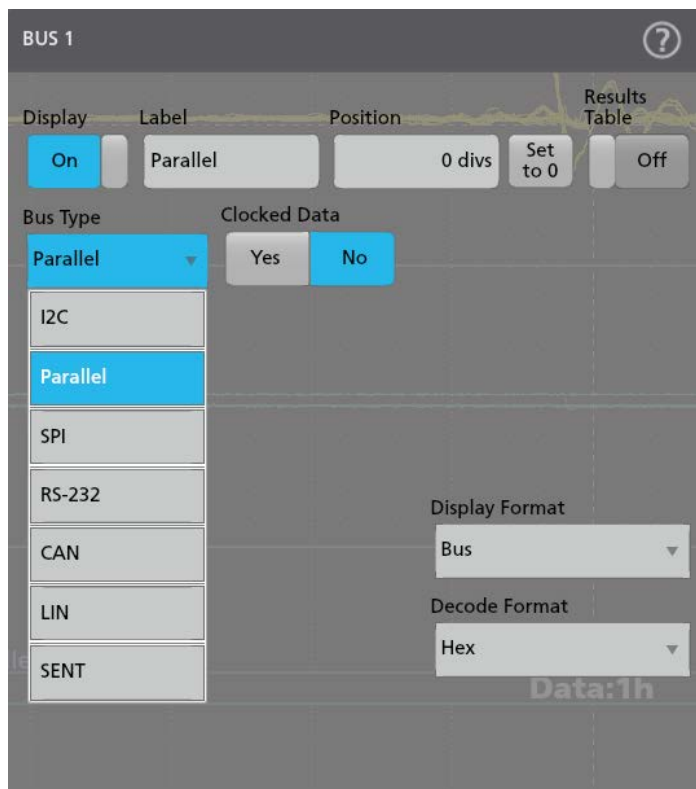 BUS 1
?
Display
Label
Position
Results
Table
On
Parallel
0 divs
Set
to 0
Off
Bus Type
Clocked Data
Parallel
Yes
No
I2C
Parallel
SPI
RS-232
CAN
LIN
SENT
Display Format
Bus
Decode Format
Hex
Data:1h